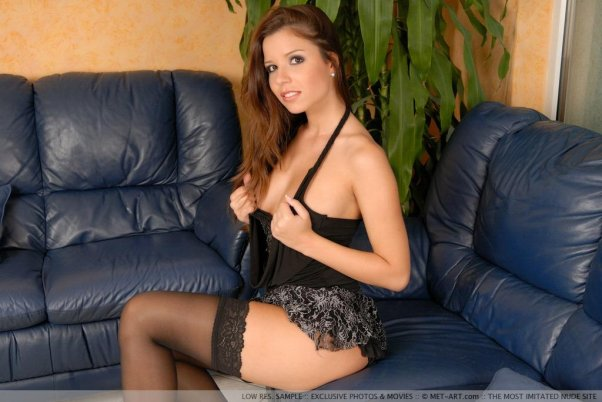 LOW RES. SAMPLE :: EXCLUSIVE PHOTOS & MOVIES :: © MET-ART.com :: THE MOST IMITATED NUDE SITE